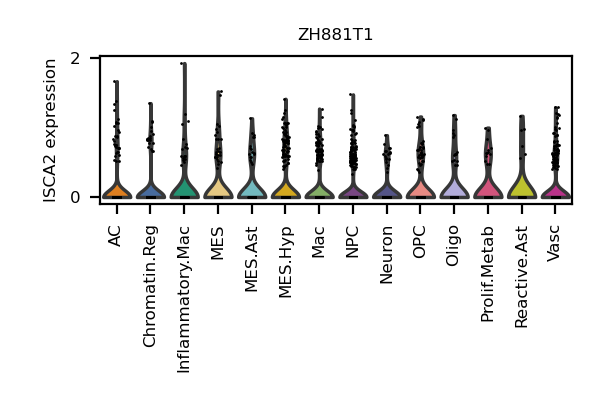 ZH881T1
ISCA2 expression
2
0
AC
Chromatin.Reg
Inflammatory.Mac
MES
MES.Ast
MES.Hyp
Mac
NPC
Neuron
OPC
Oligo
Prolif.Metab
Reactive.Ast
Vasc